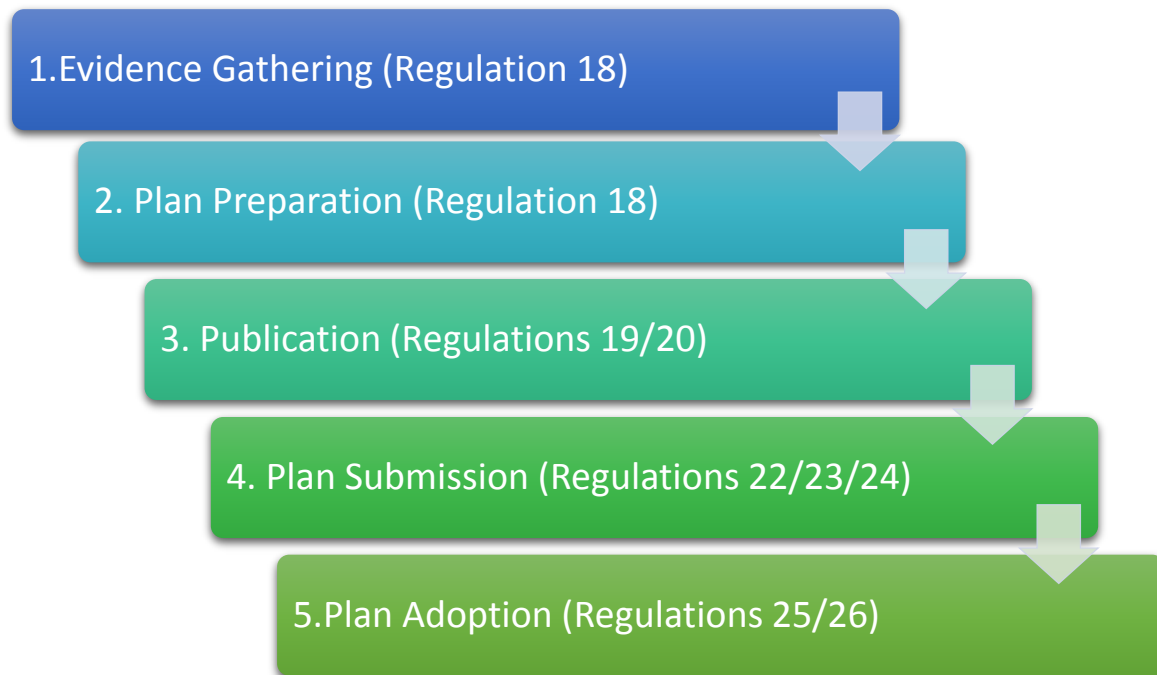 1.Evidence Gathering (Regulation 18)
2. Plan Preparation (Regulation 18)
3. Publication (Regulations 19/20)
4. Plan Submission (Regulations 22/23/24)
5.Plan Adoption (Regulations 25/26)